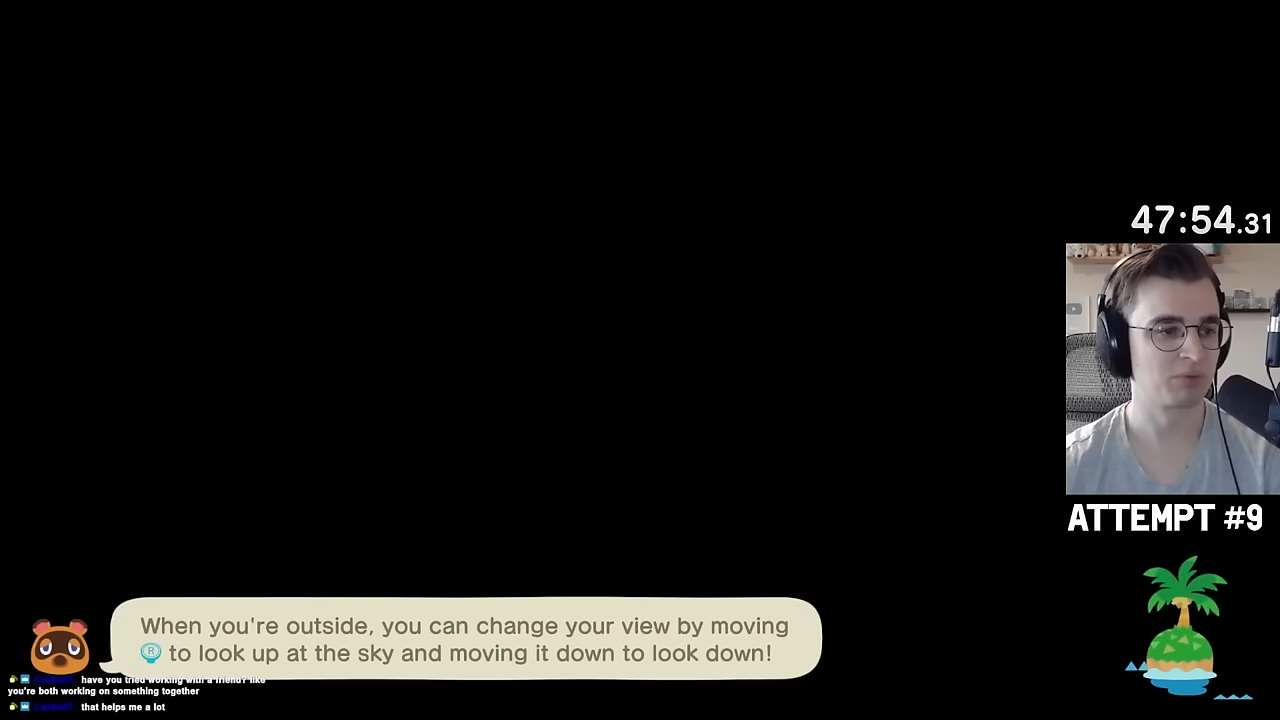 47:54.31
ATTEMPT #9
When you're outside, you can change your view by moving
R to look up at the sky and moving it down to look down!
have you tried working with a friend? like
you're both working on something together
that helps me a lot